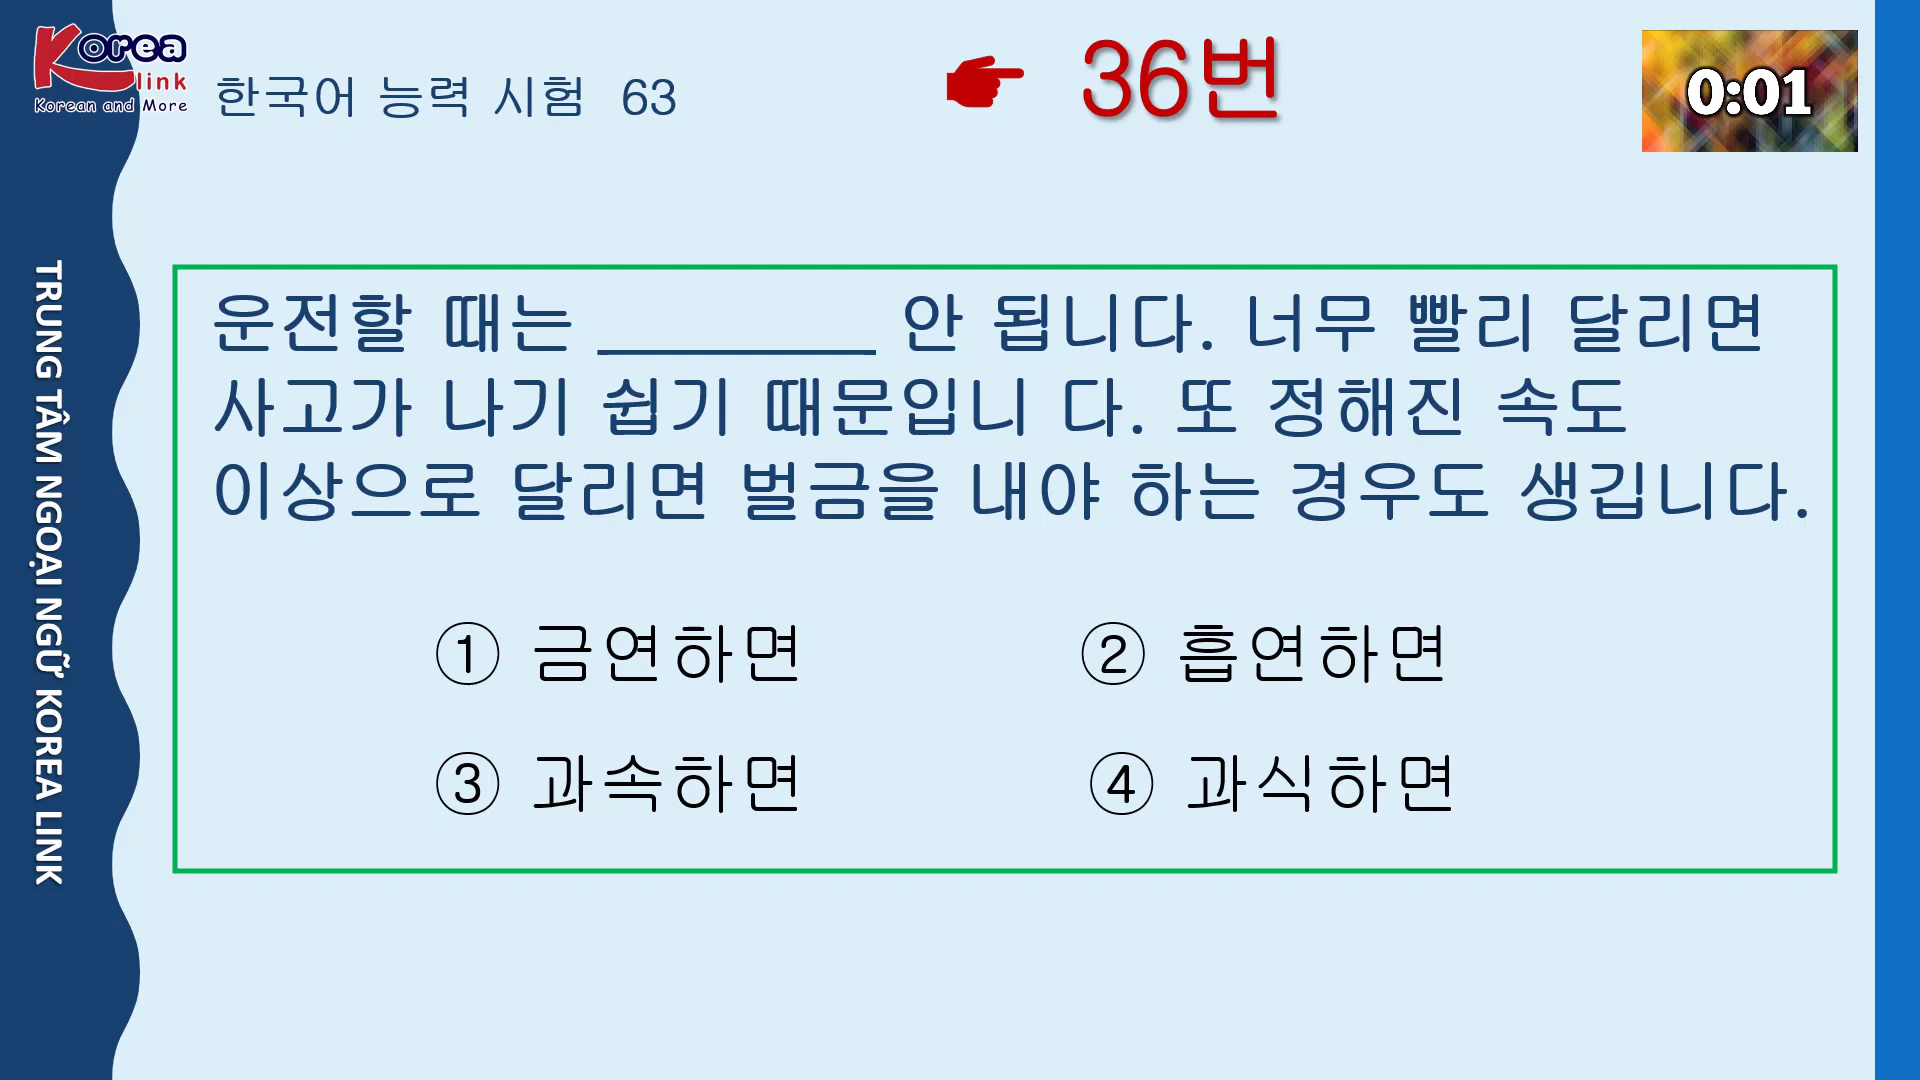 Korea
link
Korean and More
한국어 능력 시험 63
36번
0:01
TRUNG TÂM NGOẠI NGỮ KOREA LINK
운전할 때는 ________ 안 됩니다. 너무 빨리 달리면
사고가 나기 쉽기 때문입니 다. 또 정해진 속도
이상으로 달리면 벌금을 내야 하는 경우도 생깁니다.
① 금연하면
② 흡연하면
③ 과속하면
④ 과식하면